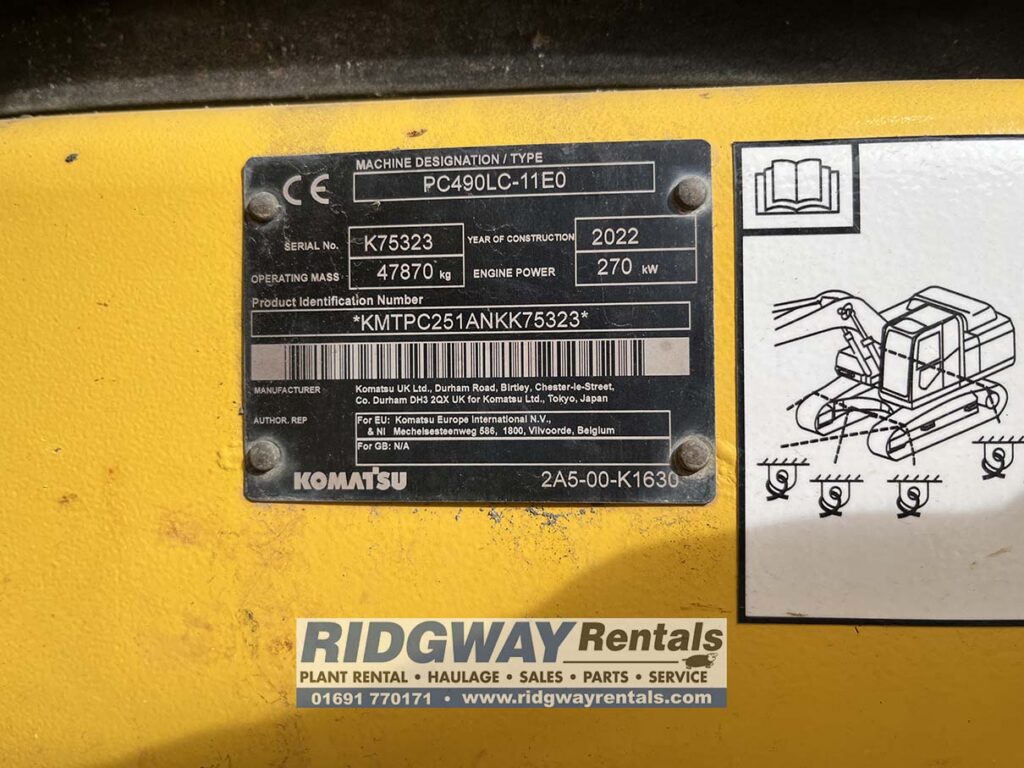 CE
MACHINE DESIGNATION / TYPE
PC490LC-11E0
SERIAL No. K75323 YEAR OF CONSTRUCTION 2022
OPERATING MASS 47870 kg ENGINE POWER 270 kW
Product Identification Number
*KMTPC251ANKK75323*
MANUFACTURER Komatsu UK Ltd., Durham Road, Birtley, Chester-le-Street,
Co. Durham DH3 2QX UK for Komatsu Ltd., Tokyo, Japan
AUTHOR. REP For EU: Komatsu Europe International N.V.,
& NI Mechelsesteenweg 586, 1800, Vilvoorde, Belgium
For GB: N/A
KOMATSU 2A5-00-K1630
RIDGWAY Rentals
PLANT RENTAL • HAULAGE • SALES • PARTS • SERVICE
01691 770171 • www.ridgwayrentals.com